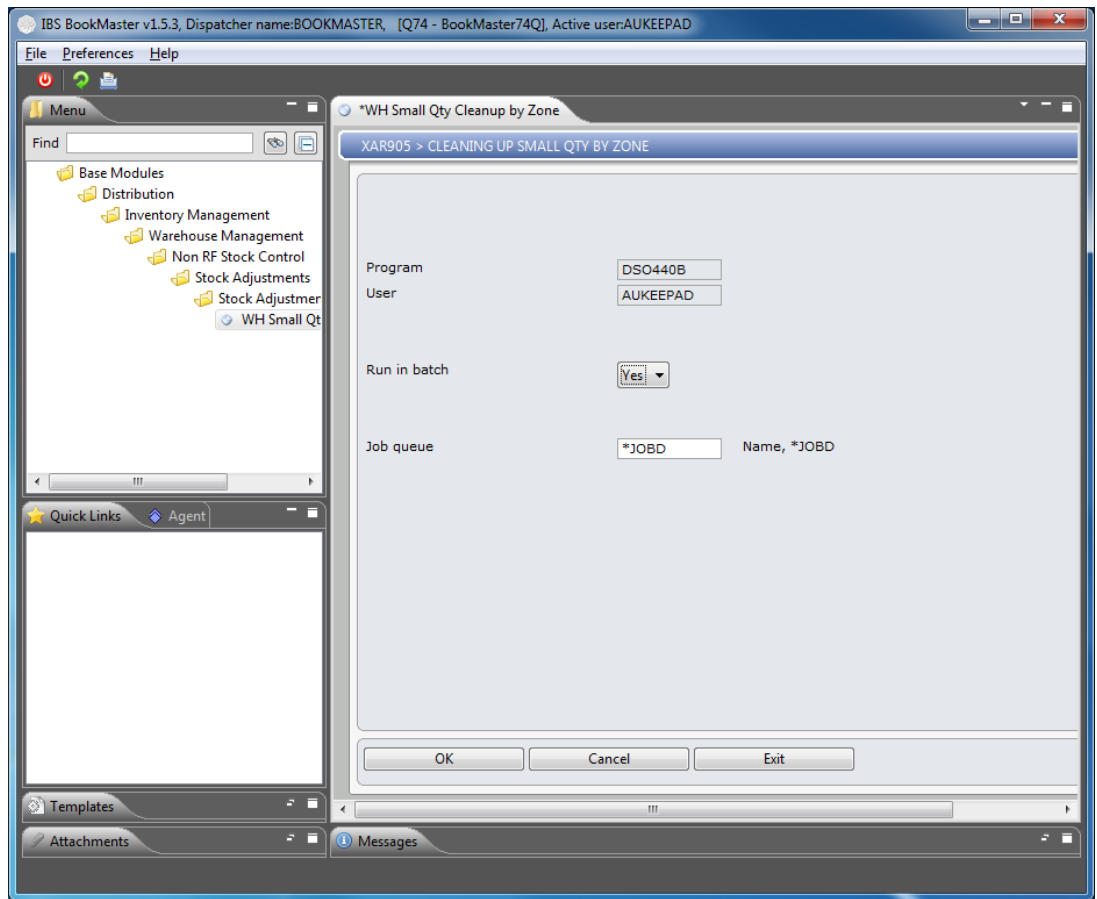 IBS BookMaster v1.5.3, Dispatcher name:BOOKMASTER, [Q74 - BookMaster74Q], Active user:AUKEEPAD
File Preferences Help
Menu
Find
Base Modules
Distribution
Inventory Management
Warehouse Management
Non RF Stock Control
Stock Adjustments
Stock Adjustmer
WH Small Qt
Quick Links Agent
Templates
Attachments
*WH Small Qty Cleanup by Zone
XAR905 > CLEANING UP SMALL QTY BY ZONE
Program DSO440B
User AUKEEPAD
Run in batch Yes
Job queue *JOBD Name, *JOBD
OK Cancel Exit
Messages